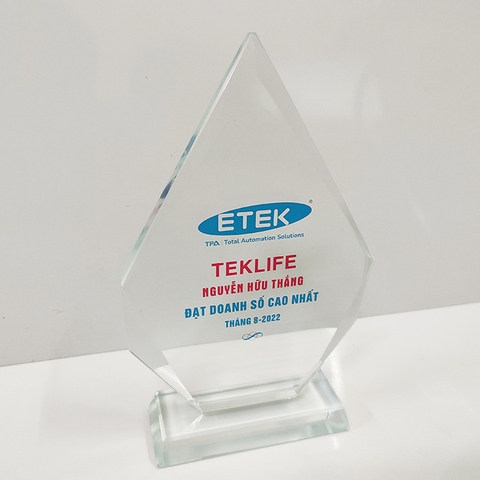 ETEK ®
TPA | Total Automation Solutions
TEKLIFE
NGUYỄN HỮU THẮNG
ĐẠT DOANH SỐ CAO NHẤT
THÁNG 8-2022